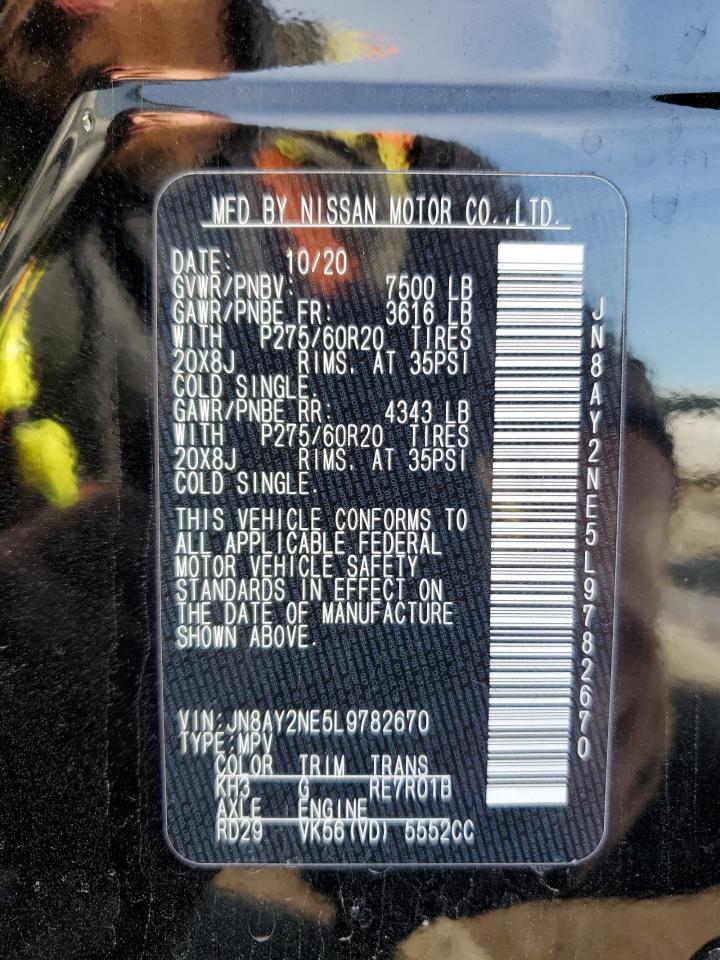 MFD BY NISSAN MOTOR CO.,LTD.
DATE: 10/20
GVWR/PNBV: 7500 LB
GAWR/PNBE FR: 3616 LB
WITH P275/60R20 TIRES
20X8J RIMS. AT 35PSI
COLD SINGLE.
GAWR/PNBE RR: 4343 LB
WITH P275/60R20 TIRES
20X8J RIMS. AT 35PSI
COLD SINGLE.
THIS VEHICLE CONFORMS TO
ALL APPLICABLE FEDERAL
MOTOR VEHICLE SAFETY
STANDARDS IN EFFECT ON
THE DATE OF MANUFACTURE
SHOWN ABOVE.
VIN:JN8AY2NE5L9782670
TYPE:MPV
COLOR TRIM TRANS
KH3 G RE7R01B
AXLE ENGINE
RD29 VK56(VD) 5552CC
JN8AY2NE5L9782670